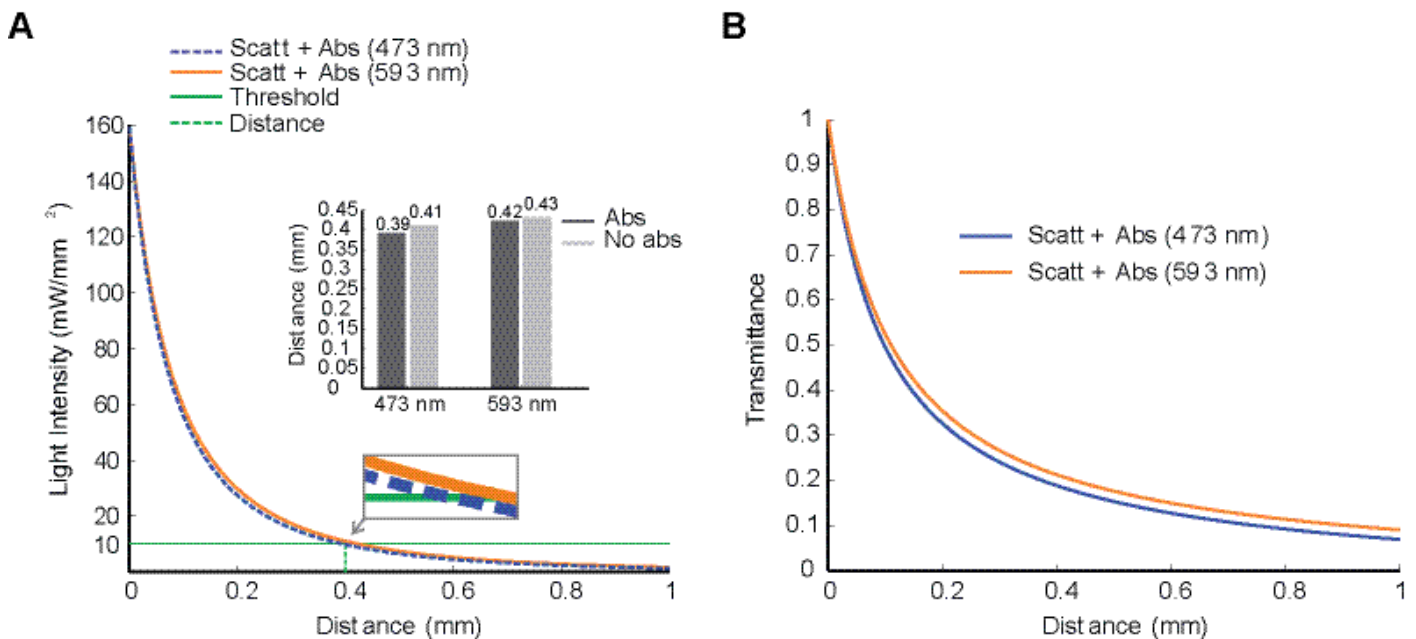 A
Scatt + Abs (473 nm)
Scatt + Abs (593 nm)
Threshold
Distance
160
140
120
100
80
60
40
20
10
0.2
0.4
0.6
0.8
1
Light Intensity (mW/mm²)
Distance (mm)
0.45
0.4
0.35
0.3
0.25
0.2
0.15
0.1
0.05
0
Distance (mm)
0.39
0.41
0.42
0.43
473 nm
593 nm
Abs
No abs
B
1
0.9
0.8
0.7
0.6
0.5
0.4
0.3
0.2
0.1
0
Transmittance
Scatt + Abs (473 nm)
Scatt + Abs (593 nm)
0
0.2
0.4
0.6
0.8
1
Distance (mm)